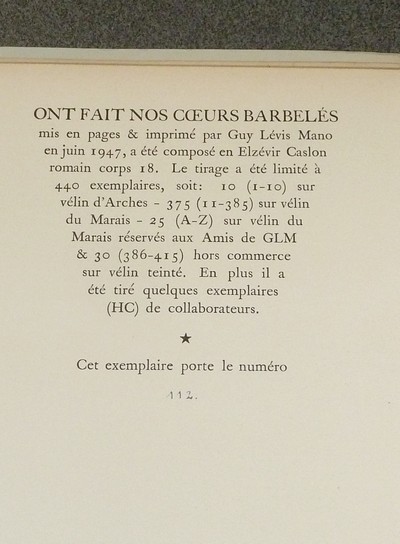 ONT FAIT NOS CŒURS BARBELÉS
mis en pages & imprimé par Guy Lévis Mano
en juin 1947, a été composé en Elzévir Caslon
romain corps 18. Le tirage a été limité à
440 exemplaires, soit: 10 (1-10) sur
vélin d'Arches - 375 (11-385) sur vélin
du Marais - 25 (A-Z) sur vélin du
Marais réservés aux Amis de GLM
& 30 (386-415) hors commerce
sur vélin teinté. En plus il a
été tiré quelques exemplaires
(HC) de collaborateurs.
★
Cet exemplaire porte le numéro
112.